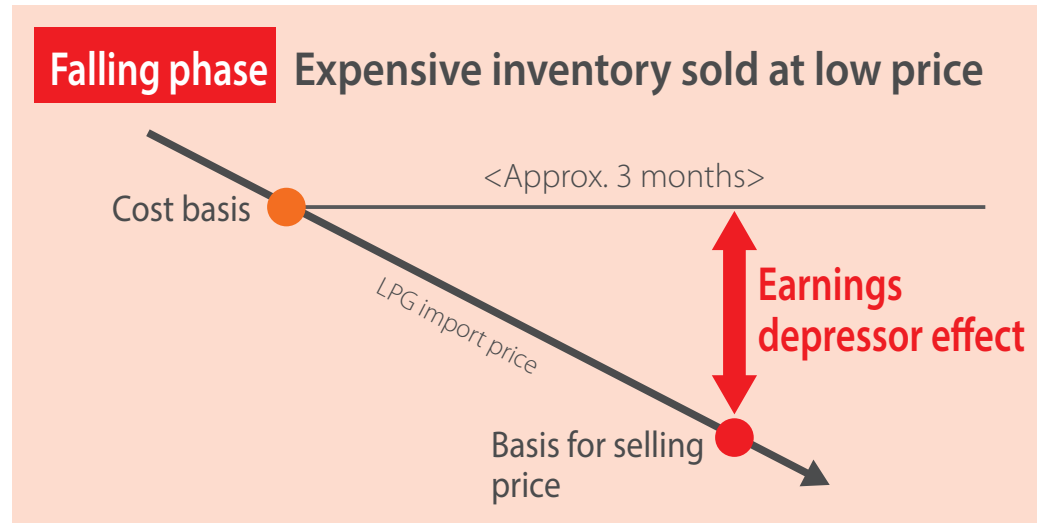 Falling phase Expensive inventory sold at low price
<Approx. 3 months>
Cost basis
LPG import price
Earnings
depressor effect
Basis for selling
price